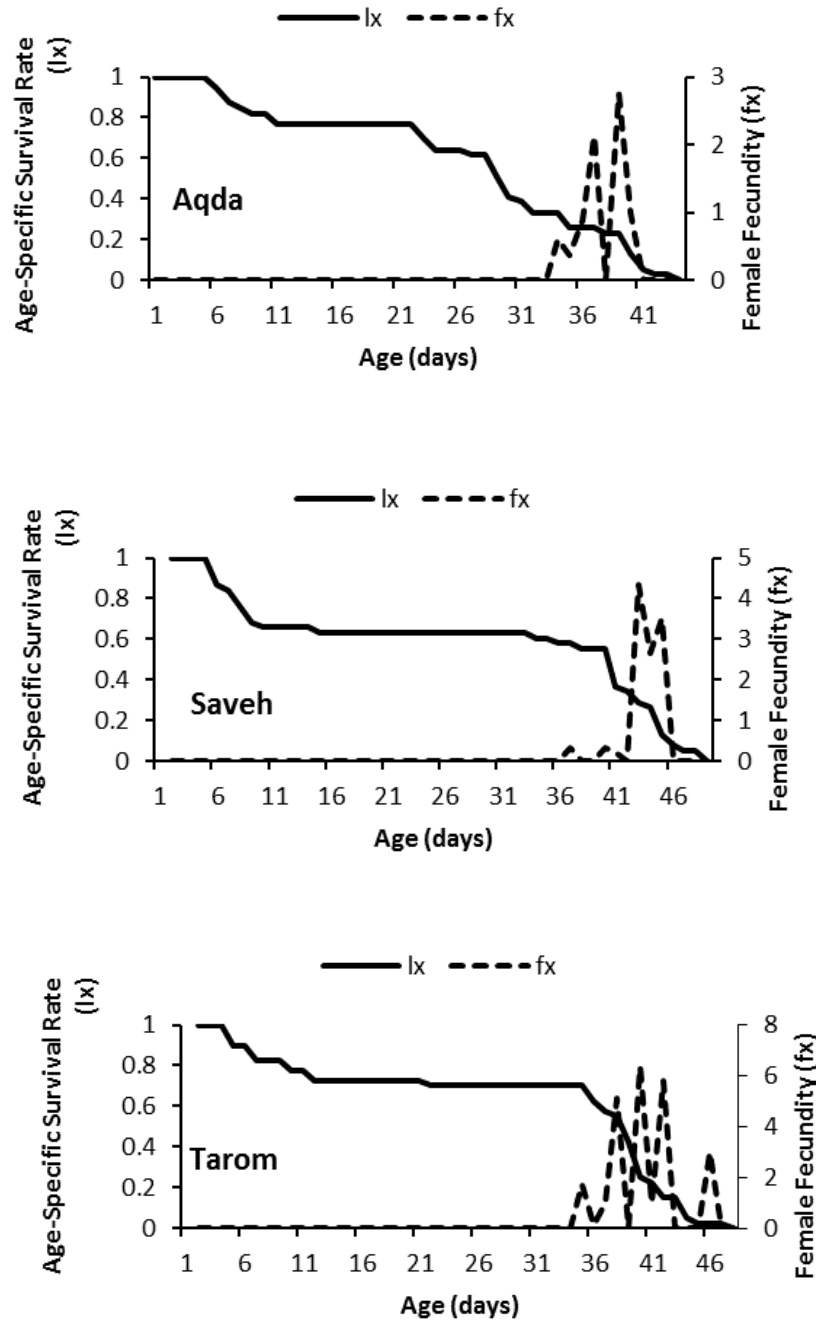 lx fx
Age-Specific Survival Rate
(lx)
1
0.8
0.6
0.4
0.2
0
3
2
1
0
Female Fecundity (fx)
Aqda
1 6 11 16 21 26 31 36 41
Age (days)
lx fx
Age-Specific Survival Rate
(lx)
1
0.8
0.6
0.4
0.2
0
5
4
3
2
1
0
Female Fecundity (fx)
Saveh
1 6 11 16 21 26 31 36 41 46
Age (days)
lx fx
Age-Specific Survival Rate
(lx)
1
0.8
0.6
0.4
0.2
0
8
6
4
2
0
Female Fecundity (fx)
Tarom
1 6 11 16 21 26 31 36 41 46
Age (days)